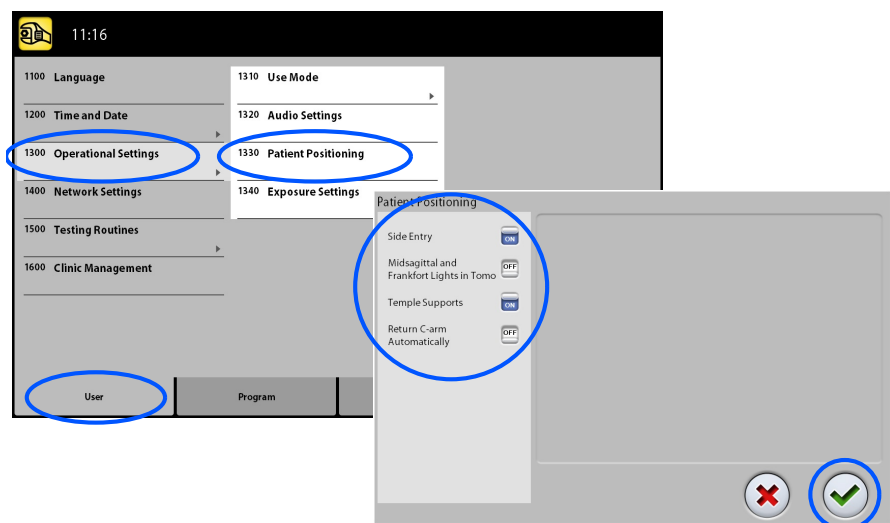 11:16
1100 Language
1200 Time and Date
1300 Operational Settings
1400 Network Settings
1500 Testing Routines
1600 Clinic Management
1310 Use Mode
1320 Audio Settings
1330 Patient Positioning
1340 Exposure Settings
User
Program
Patient Positioning
Side Entry ON
Midsagittal and
Frankfort Lights in Tomo OFF
Temple Supports ON
Return C-arm
Automatically OFF